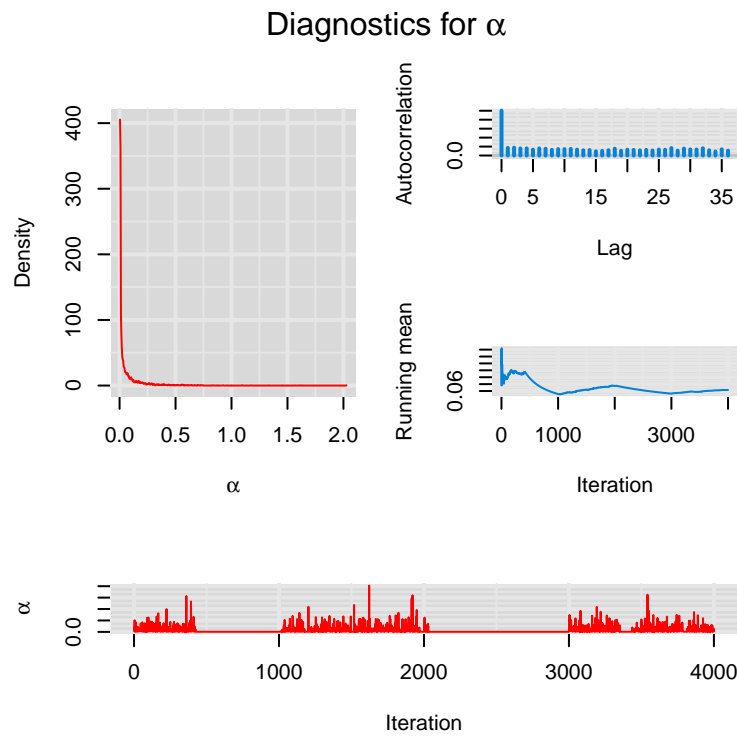 Diagnostics for α
Density
0 100 200 300 400
0.0 0.5 1.0 1.5 2.0
α
Autocorrelation
0.0
0 5 15 25 35
Lag
Running mean
0.06
0 1000 3000
Iteration
α
0.0
0 1000 2000 3000 4000
Iteration